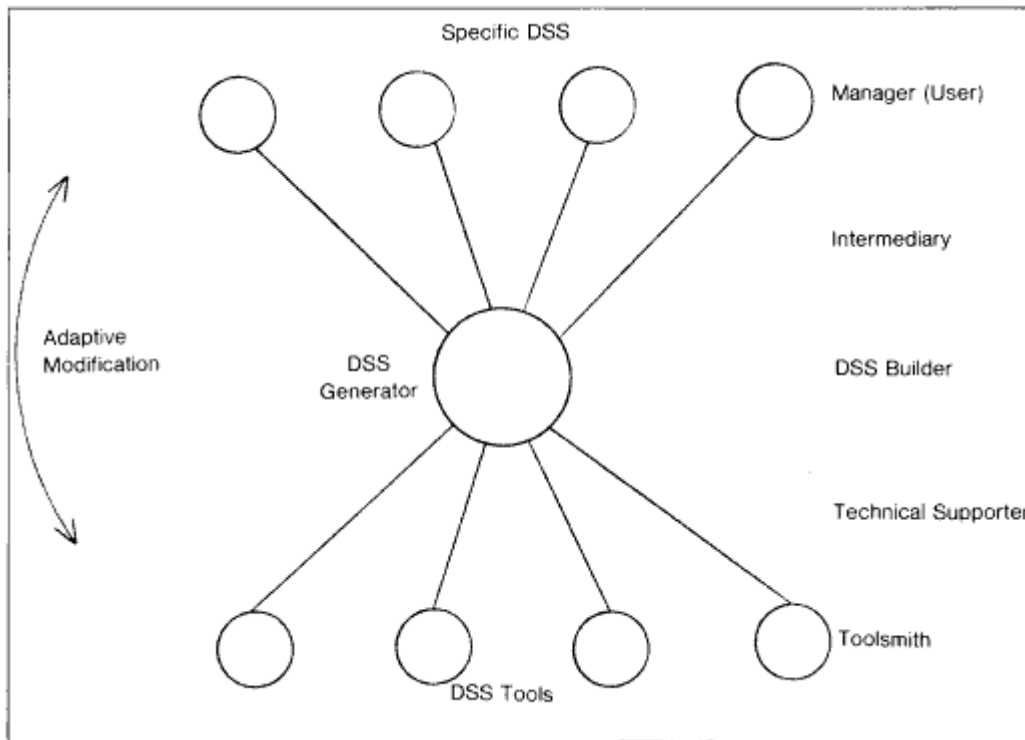 Specific DSS
Manager (User)
Intermediary
Adaptive
Modification
DSS
Generator
DSS Builder
Technical Supporter
Toolsmith
DSS Tools